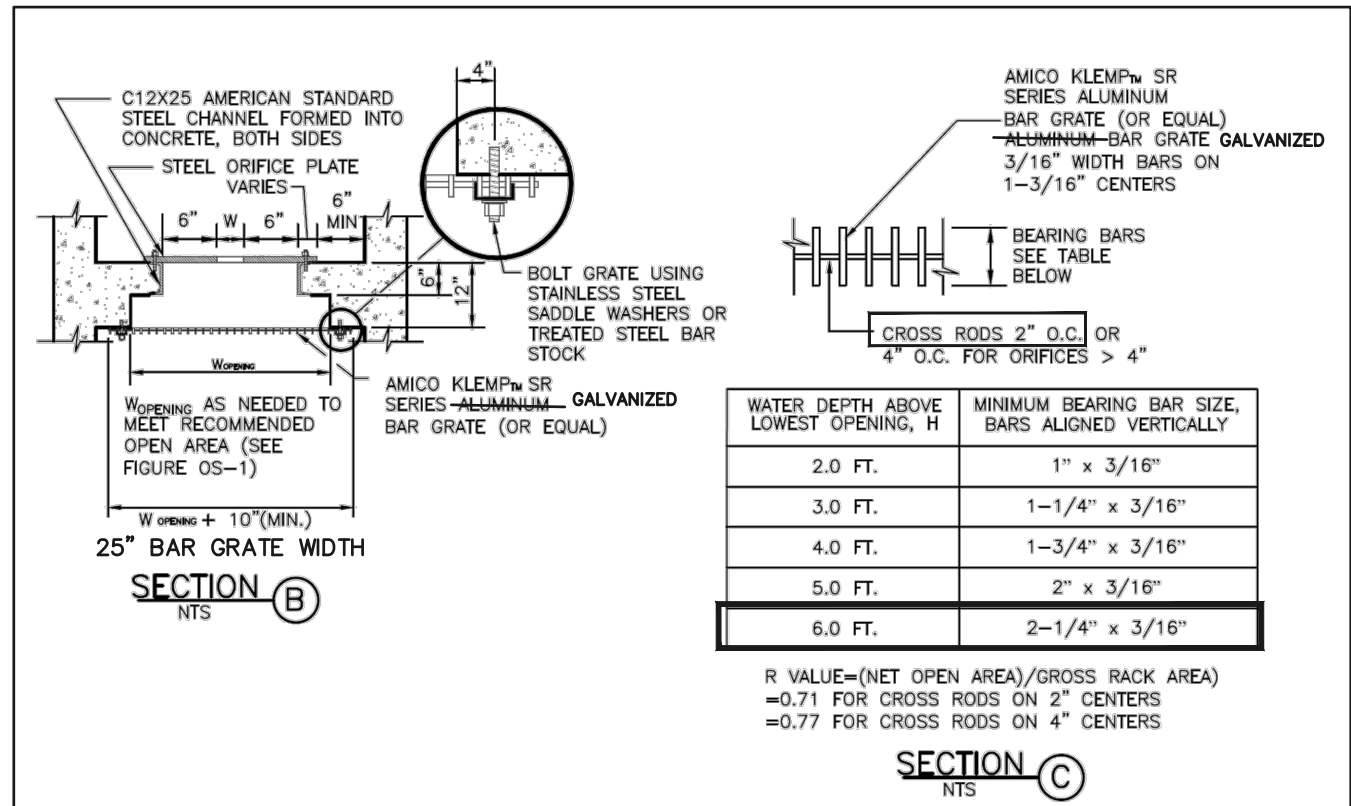 C12X25 AMERICAN STANDARD
STEEL CHANNEL FORMED INTO
CONCRETE, BOTH SIDES
STEEL ORIFICE PLATE
VARIES
6"
W
6"
6"
MIN
4"
6"
12"
BOLT GRATE USING
STAINLESS STEEL
SADDLE WASHERS OR
TREATED STEEL BAR
STOCK
WOPENING
AMICO KLEMP™ SR
SERIES ALUMINUM GALVANIZED
BAR GRATE (OR EQUAL)
WOPENING AS NEEDED TO
MEET RECOMMENDED
OPEN AREA (SEE
FIGURE OS-1)
W OPENING + 10"(MIN.)
25" BAR GRATE WIDTH
SECTION B
NTS
AMICO KLEMP™ SR
SERIES ALUMINUM
BAR GRATE (OR EQUAL)
ALUMINUM BAR GRATE GALVANIZED
3/16" WIDTH BARS ON
1-3/16" CENTERS
BEARING BARS
SEE TABLE
BELOW
CROSS RODS 2" O.C. OR
4" O.C. FOR ORIFICES > 4"
WATER DEPTH ABOVE
LOWEST OPENING, H
MINIMUM BEARING BAR SIZE,
BARS ALIGNED VERTICALLY
2.0 FT. 1" x 3/16"
3.0 FT. 1-1/4" x 3/16"
4.0 FT. 1-3/4" x 3/16"
5.0 FT. 2" x 3/16"
6.0 FT. 2-1/4" x 3/16"
R VALUE=(NET OPEN AREA)/GROSS RACK AREA)
=0.71 FOR CROSS RODS ON 2" CENTERS
=0.77 FOR CROSS RODS ON 4" CENTERS
SECTION C
NTS